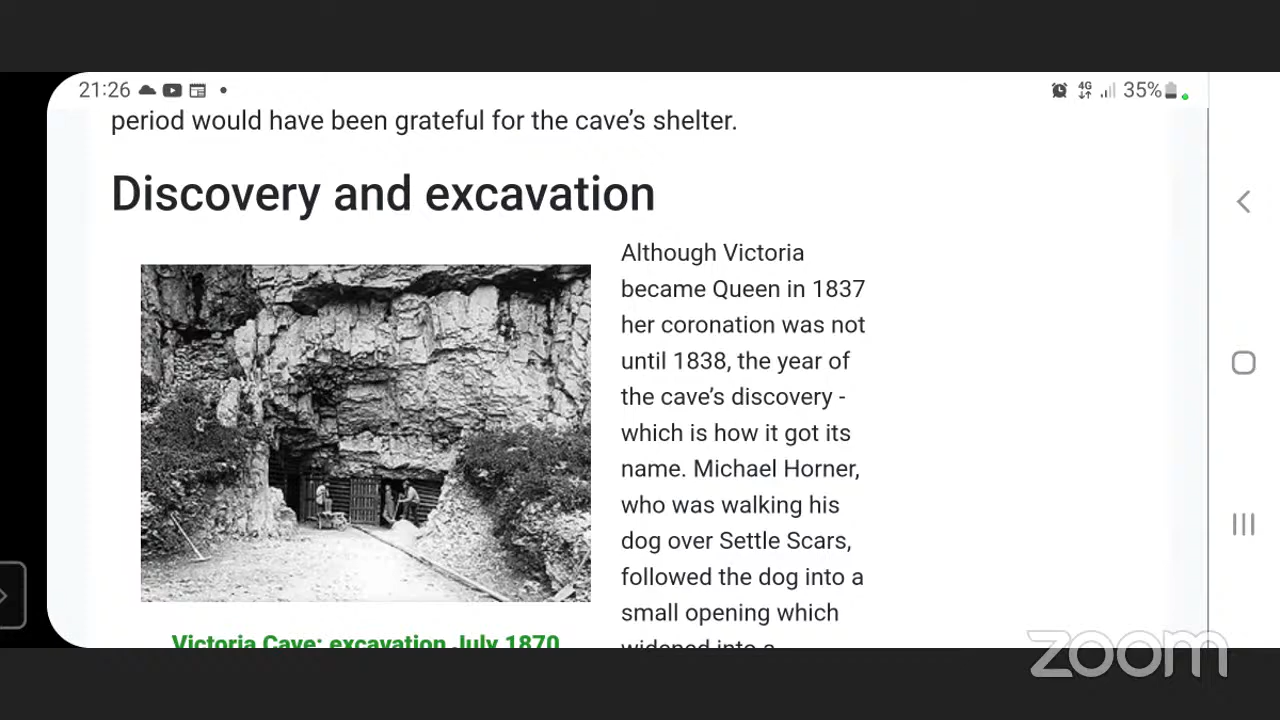 21:26
4G
35%
period would have been grateful for the cave’s shelter.
Discovery and excavation
Although Victoria
became Queen in 1837
her coronation was not
until 1838, the year of
the cave’s discovery -
which is how it got its
name. Michael Horner,
who was walking his
dog over Settle Scars,
followed the dog into a
small opening which
widened into a
Victoria Cave: excavation July 1870
zoom